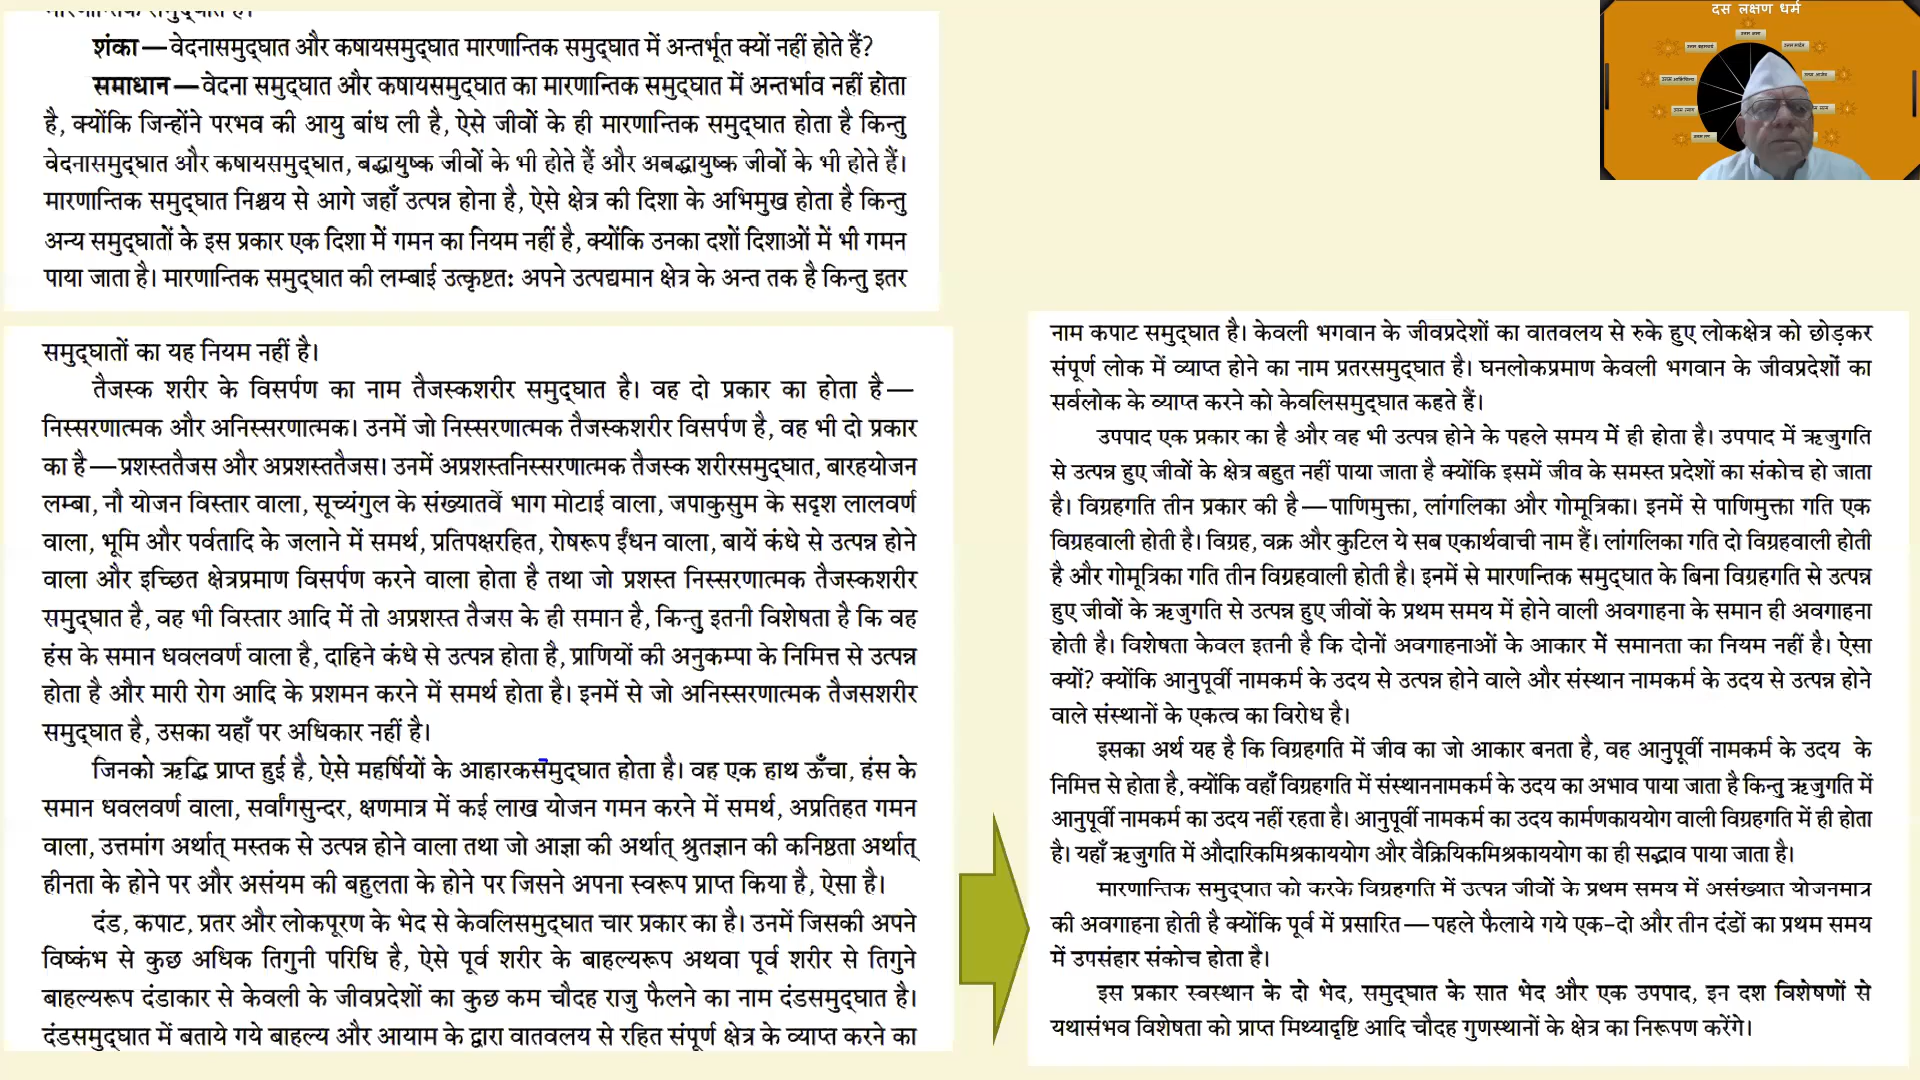 शंका—वेदनासमुद्घात और कषायसमुद्घात मारणान्तिक समुद्घात में अन्तर्भूत क्यों नहीं होते हैं?
समाधान—वेदना समुद्घात और कषायसमुद्घात का मारणान्तिक समुद्घात में अन्तर्भाव नहीं होता
है, क्योंकि जिन्होंने परभव की आयु बांध ली है, ऐसे जीवों के ही मारणान्तिक समुद्घात होता है किन्तु
वेदनासमुद्घात और कषायसमुद्घात, बद्धायुष्क जीवों के भी होते हैं और अबद्धायुष्क जीवों के भी होते हैं।
मारणान्तिक समुद्घात निश्चय से आगे जहाँ उत्पन्न होना है, ऐसे क्षेत्र की दिशा के अभिमुख होता है किन्तु
अन्य समुद्घातों के इस प्रकार एक दिशा में गमन का नियम नहीं है, क्योंकि उनका दशों दिशाओं में भी गमन
पाया जाता है। मारणान्तिक समुद्घात की लम्बाई उत्कृष्टत: अपने उत्पद्यमान क्षेत्र के अन्त तक है किन्तु इतर
समुद्घातों का यह नियम नहीं है।
तैजस्क शरीर के विसर्पण का नाम तैजस्कशरीर समुद्घात है। वह दो प्रकार का होता है—
निस्सरणात्मक और अनिस्सरणात्मक। उनमें जो निस्सरणात्मक तैजस्कशरीर विसर्पण है, वह भी दो प्रकार
का है—प्रशस्ततैजस और अप्रशस्ततैजस। उनमें अप्रशस्तनिस्सरणात्मक तैजस्क शरीरसमुद्घात, बारहयोजन
लम्बा, नौ योजन विस्तार वाला, सूच्यंगुल के संख्यातवें भाग मोटाई वाला, जपाकुसुम के सदृश लालवर्ण
वाला, भूमि और पर्वतादि के जलाने में समर्थ, प्रतिपक्षरहित, रोषरूप ईंधन वाला, बायें कंधे से उत्पन्न होने
वाला और इच्छित क्षेत्रप्रमाण विसर्पण करने वाला होता है तथा जो प्रशस्त निस्सरणात्मक तैजस्कशरीर
समुद्घात है, वह भी विस्तार आदि में तो अप्रशस्त तैजस के ही समान है, किन्तु इतनी विशेषता है कि वह
हंस के समान धवलवर्ण वाला है, दाहिने कंधे से उत्पन्न होता है, प्राणियों की अनुकम्पा के निमित्त से उत्पन्न
होता है और मारी रोग आदि के प्रशमन करने में समर्थ होता है। इनमें से जो अनिस्सरणात्मक तैजसशरीर
समुद्घात है, उसका यहाँ पर अधिकार नहीं है।
जिनको ऋद्धि प्राप्त हुई है, ऐसे महर्षियों के आहारकसमुद्घात होता है। वह एक हाथ ऊँचा, हंस के
समान धवलवर्ण वाला, सर्वांगसुन्दर, क्षणमात्र में कई लाख योजन गमन करने में समर्थ, अप्रतिहत गमन
वाला, उत्तमांग अर्थात् मस्तक से उत्पन्न होने वाला तथा जो आज्ञा की अर्थात् श्रुतज्ञान की कनिष्ठता अर्थात्
हीनता के होने पर और असंयम की बहुलता के होने पर जिसने अपना स्वरूप प्राप्त किया है, ऐसा है।
दंड, कपाट, प्रतर और लोकपूरण के भेद से केवलिसमुद्घात चार प्रकार का है। उनमें जिसकी अपने
विष्कंभ से कुछ अधिक तिगुनी परिधि है, ऐसे पूर्व शरीर के बाहल्यरूप अथवा पूर्व शरीर से तिगुने
बाहल्यरूप दंडाकार से केवली के जीवप्रदेशों का कुछ कम चौदह राजु फैलने का नाम दंडसमुद्घात है।
दंडसमुद्घात में बताये गये बाहल्य और आयाम के द्वारा वातवलय से रहित संपूर्ण क्षेत्र के व्याप्त करने का
नाम कपाट समुद्घात है। केवली भगवान के जीवप्रदेशों का वातवलय से रुके हुए लोकक्षेत्र को छोड़कर
संपूर्ण लोक में व्याप्त होने का नाम प्रतरसमुद्घात है। घनलोकप्रमाण केवली भगवान के जीवप्रदेशों का
सर्वलोक के व्याप्त करने को केवलिसमुद्घात कहते हैं।
उपपाद एक प्रकार का है और वह भी उत्पन्न होने के पहले समय में ही होता है। उपपाद में ऋजुगति
से उत्पन्न हुए जीवों के क्षेत्र बहुत नहीं पाया जाता है क्योंकि इसमें जीव के समस्त प्रदेशों का संकोच हो जाता
है। विग्रहगति तीन प्रकार की है—पाणिमुक्ता, लांगलिका और गोमूत्रिका। इनमें से पाणिमुक्ता गति एक
विग्रहवाली होती है। विग्रह, वक्र और कुटिल ये सब एकार्थवाची नाम हैं। लांगलिका गति दो विग्रहवाली होती
है और गोमूत्रिका गति तीन विग्रहवाली होती है। इनमें से मारणन्तिक समुद्घात के बिना विग्रहगति से उत्पन्न
हुए जीवों के ऋजुगति से उत्पन्न हुए जीवों के प्रथम समय में होने वाली अवगाहना के समान ही अवगाहना
होती है। विशेषता केवल इतनी है कि दोनों अवगाहनाओं के आकार में समानता का नियम नहीं है। ऐसा
क्यों? क्योंकि आनुपूर्वी नामकर्म के उदय से उत्पन्न होने वाले और संस्थान नामकर्म के उदय से उत्पन्न होने
वाले संस्थानों के एकत्व का विरोध है।
इसका अर्थ यह है कि विग्रहगति में जीव का जो आकार बनता है, वह आनुपूर्वी नामकर्म के उदय के
निमित्त से होता है, क्योंकि वहाँ विग्रहगति में संस्थाननामकर्म के उदय का अभाव पाया जाता है किन्तु ऋजुगति में
आनुपूर्वी नामकर्म का उदय नहीं रहता है। आनुपूर्वी नामकर्म का उदय कार्मणकाययोग वाली विग्रहगति में ही होता
है। यहाँ ऋजुगति में औदारिकमिश्रकाययोग और वैक्रियिकमिश्रकाययोग का ही सद्भाव पाया जाता है।
मारणान्तिक समुद्घात को करके विग्रहगति में उत्पन्न जीवों के प्रथम समय में असंख्यात योजनमात्र
की अवगाहना होती है क्योंकि पूर्व में प्रसारित—पहले फैलाये गये एक-दो और तीन दंडों का प्रथम समय
में उपसंहार संकोच होता है।
इस प्रकार स्वस्थान के दो भेद, समुद्घात के सात भेद और एक उपपाद, इन दश विशेषणों से
यथासंभव विशेषता को प्राप्त मिथ्यादृष्टि आदि चौदह गुणस्थानों के क्षेत्र का निरूपण करेंगे।
दस लक्षण धर्म